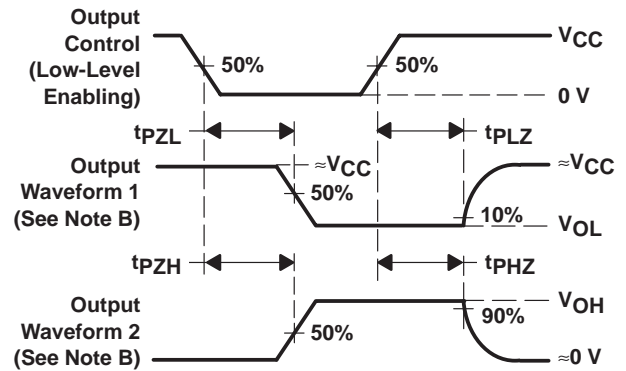 Output
Control
(Low-Level
Enabling)
50%
50%
VCC
0 V
tPZL
tPLZ
Output
Waveform 1
(See Note B)
≈VCC
50%
10%
≈VCC
VOL
tPZH
tPHZ
Output
Waveform 2
(See Note B)
50%
90%
VOH
≈0 V